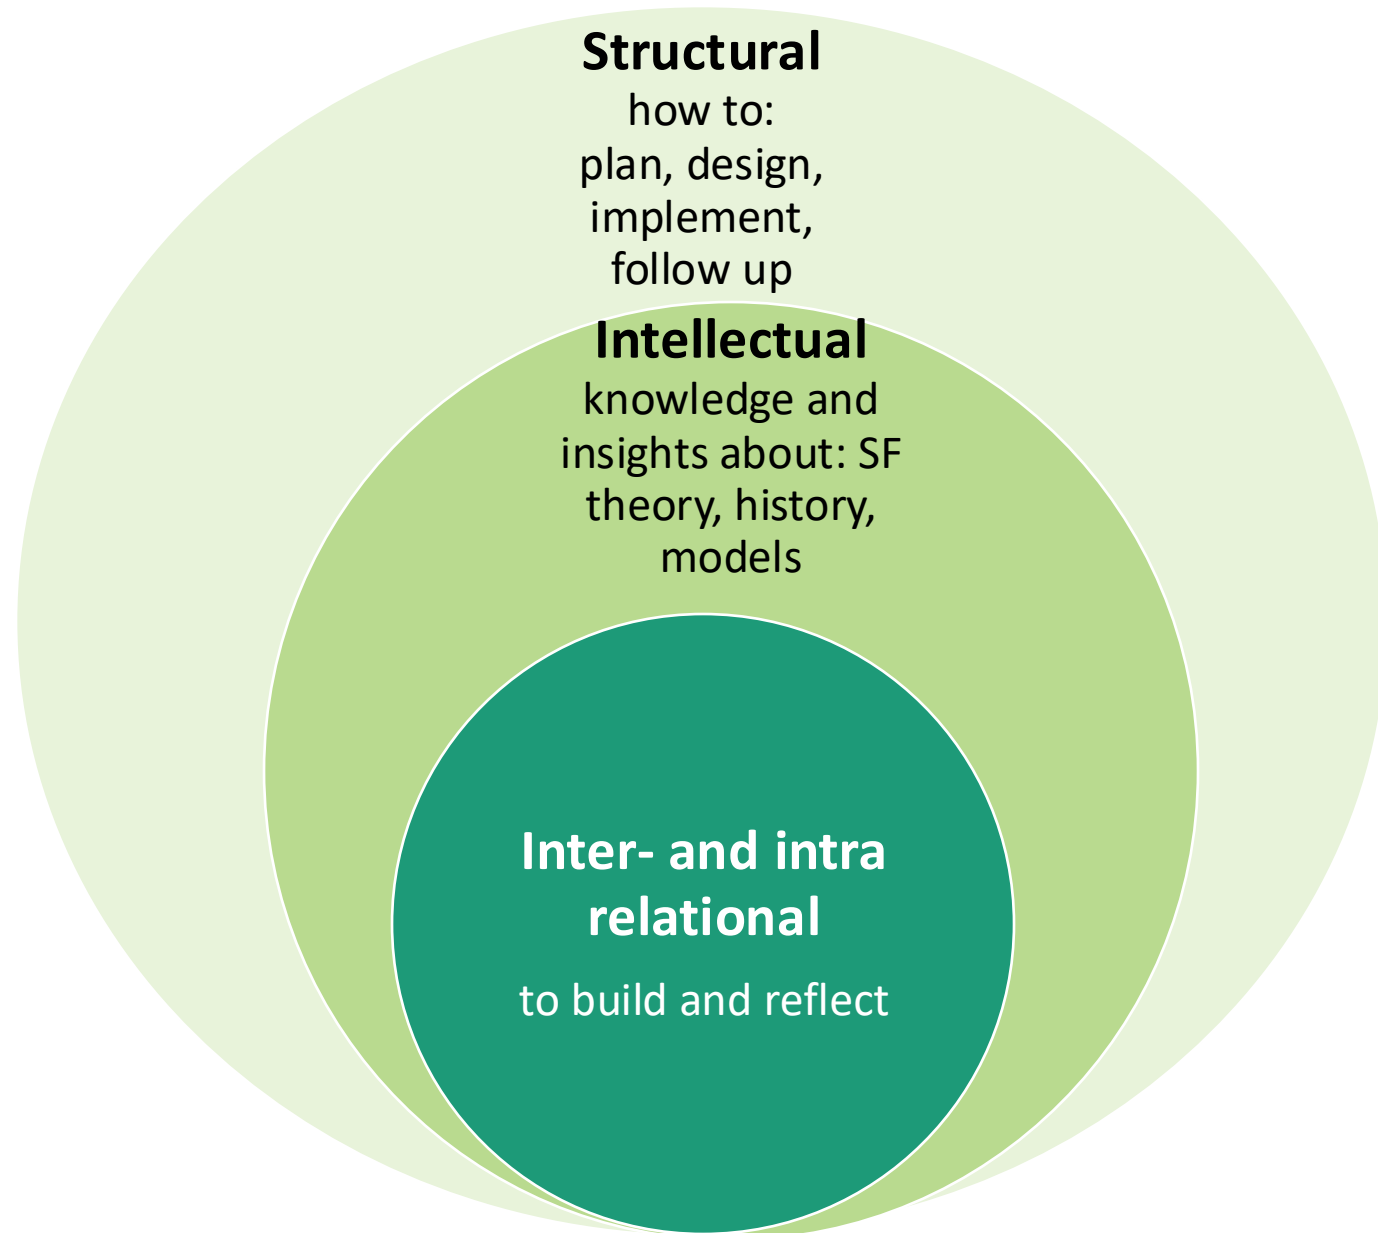 Structural
how to:
plan, design,
implement,
follow up
Intellectual
knowledge and
insights about: SF
theory, history,
models
Inter- and intra
relational
to build and reflect